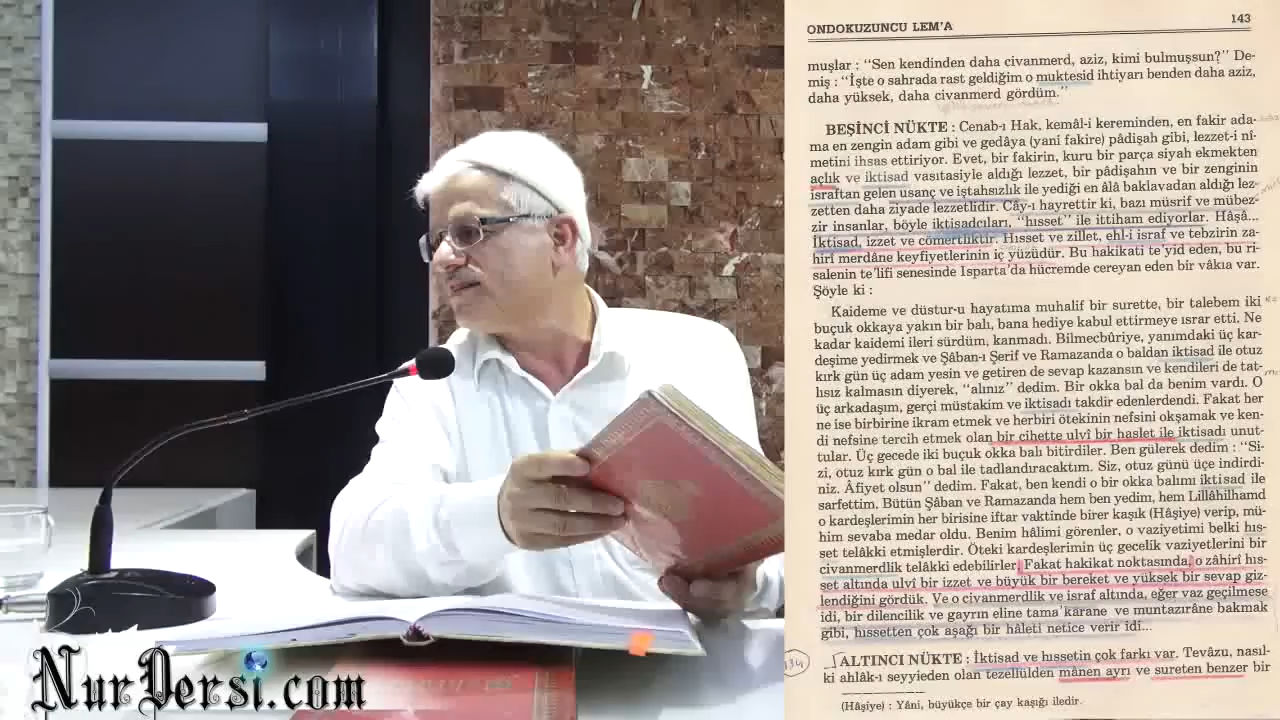 ONDOKUZUNCU LEM'A
143
muşlar : "Sen kendinden daha civanmerd, aziz, kimi bulmuşsun?" De-
miş : "İşte o sahrada rast geldiğim o muktesid ihtiyarı benden daha aziz,
daha yüksek, daha civanmerd gördüm."
BEŞİNCİ NÜKTE : Cenab-ı Hak, kemâl-i kereminden, en fakir ada-
ma en zengin adam gibi ve gedâya (yani fakire) pâdişah gibi, lezzet-i ni-
metini ihsas ettiriyor. Evet, bir fakirin, kuru bir parça siyah ekmekten
açlık ve iktisad vasıtasiyle aldığı lezzet, bir pâdişahın ve bir zenginin
israftan gelen usanç ve iştahsızlık ile yediği en âlâ baklavadan aldığı lez-
zetten daha ziyade lezzetlidir. Cây-ı hayrettir ki, bazı müsrif ve mübez-
zir insanlar, böyle iktisadcıları, "hısset" ile ittiham ediyorlar. Hâşâ...
İktisad, izzet ve cömertliktir. Hısset ve zillet, ehl-i israf ve tebzirin za-
hirî merdâne keyfiyetlerinin iç yüzüdür. Bu hakikati te'yid eden, bu ri-
salenin te'lifi senesinde Isparta'da hücremde cereyan eden bir vâkıa var.
Şöyle ki :
Kaideme ve düstur-u hayatıma muhalif bir surette, bir talebem iki
buçuk okkaya yakın bir balı, bana hediye kabul ettirmeye ısrar etti. Ne
kadar kaidemi ileri sürdüm, kanmadı. Bilmecbûriye, yanımdaki üç kar-
deşime yedirmek ve Şâban-ı Şerif ve Ramazanda o baldan iktisad ile otuz
kırk gün üç adam yesin ve getiren de sevap kazansın ve kendileri de tat-
lısız kalmasın diyerek, "alınız" dedim. Bir okka bal da benim vardı. O
üç arkadaşım, gerçi müstakim ve iktisadı takdir edenlerdendi. Fakat her
ne ise birbirine ikram etmek ve herbiri ötekinin nefsini okşamak ve ken-
di nefsine tercih etmek olan bir cihette ulvî bir haslet ile iktisadı unut-
tular. Üç gecede iki buçuk okka balı bitirdiler. Ben gülerek dedim : "Si-
zi, otuz kırk gün o bal ile tadlandıracaktım. Siz, otuz günü üçe indirdi-
niz. Âfiyet olsun" dedim. Fakat, ben kendi o bir okka balımı iktisad ile
sarfettim. Bütün Şâban ve Ramazanda hem ben yedim, hem Lillâhilhamd
o kardeşlerimin her birisine iftar vaktinde birer kaşık (Hâşiye) verip, mü-
him sevaba medar oldu. Benim hâlimi görenler, o vaziyetimi belki hıs-
set telâkki etmişlerdir. Öteki kardeşlerimin üç gecelik vaziyetlerini bir
civanmerdlik telâkki edebilirler. Fakat hakikat noktasında, o zâhirî hıs-
set altında ulvî bir izzet ve büyük bir bereket ve yüksek bir sevap giz-
lendiğini gördük. Ve o civanmerdlik ve israf altında, eğer vaz geçilmese
idi, bir dilencilik ve gayrın eline tama'kârane ve muntazırâne bakmak
gibi, hıssetten çok aşağı bir hâleti netice verir idi...
134
ALTINCI NÜKTE : İktisad ve hıssetin çok farkı var. Tevâzu, nasıl-
ki ahlâk-ı seyyieden olan tezellülden mânen ayrı ve sureten benzer bir
(Hâşiye) : Yâni, büyükçe bir çay kaşığı iledir.
NurDersi.com